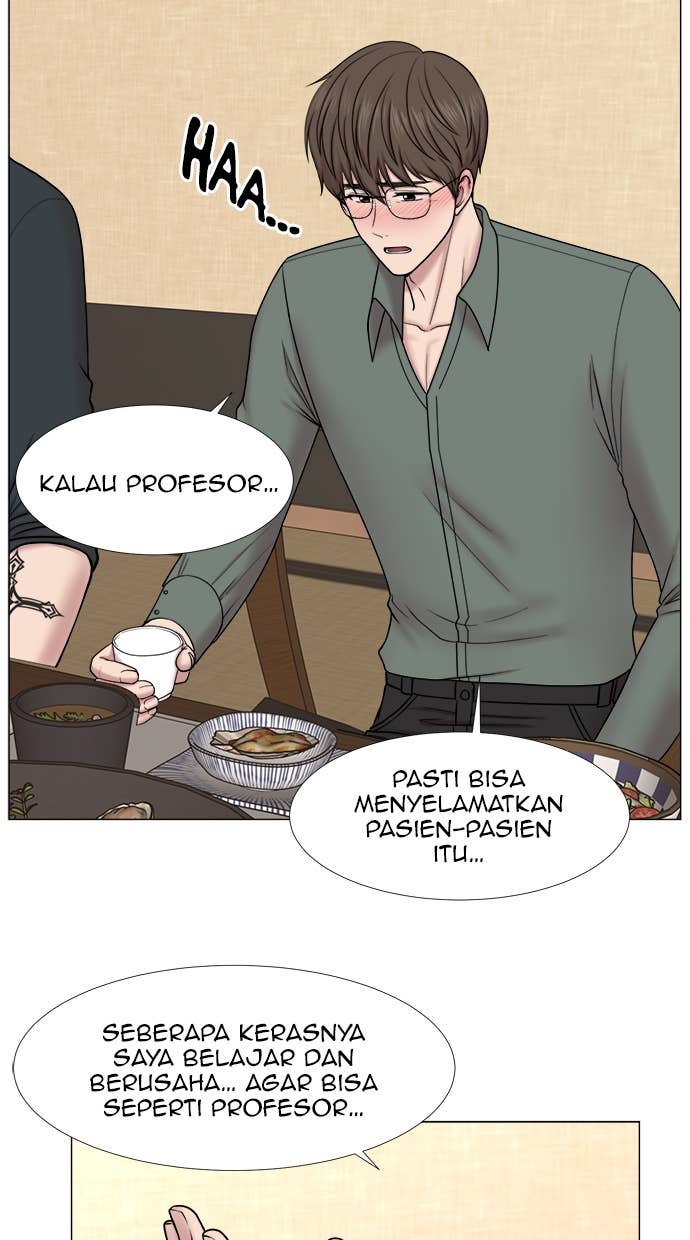 HAA...
KALAU PROFESOR...
PASTI BISA
MENYELAMATKAN
PASIEN-PASIEN
ITU...
SEBERAPA KERASNYA
SAYA BELAJAR DAN
BERUSAHA... AGAR BISA
SEPERTI PROFESOR...